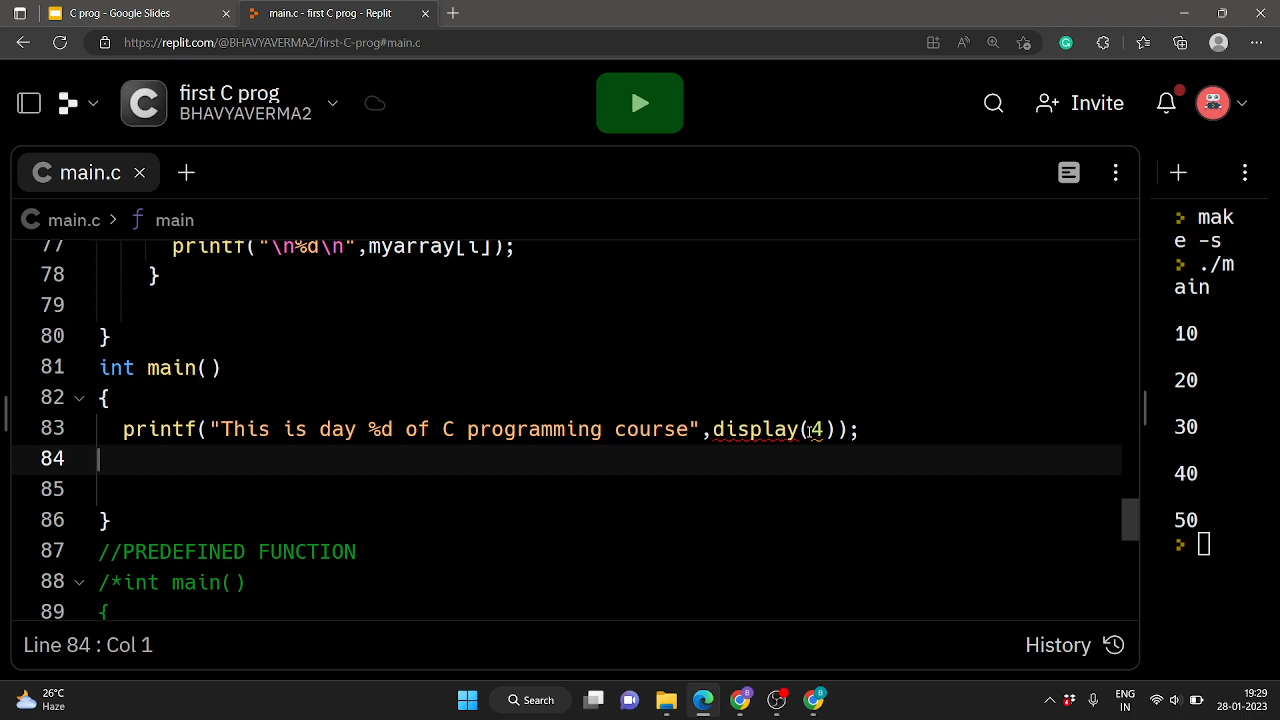 C prog - Google Slides
main.c - first C prog - Replit
https://replit.com/@BHAVYAVERMA2/first-C-prog#main.c
first C prog
BHAVYAVERMA2
Invite
main.c
main.c > f main
77 printf("\n%d\n",myarray[i]);
78 }
79
80 }
81 int main()
82 {
83 printf("This is day %d of C programming course",display(4));
84
85
86 }
87 //PREDEFINED FUNCTION
88 /*int main()
89 {
Line 84 : Col 1
History
mak
e -s
./m
ain
10
20
30
40
50
26°C
Haze
Search
ENG
IN
19:29
28-01-2023